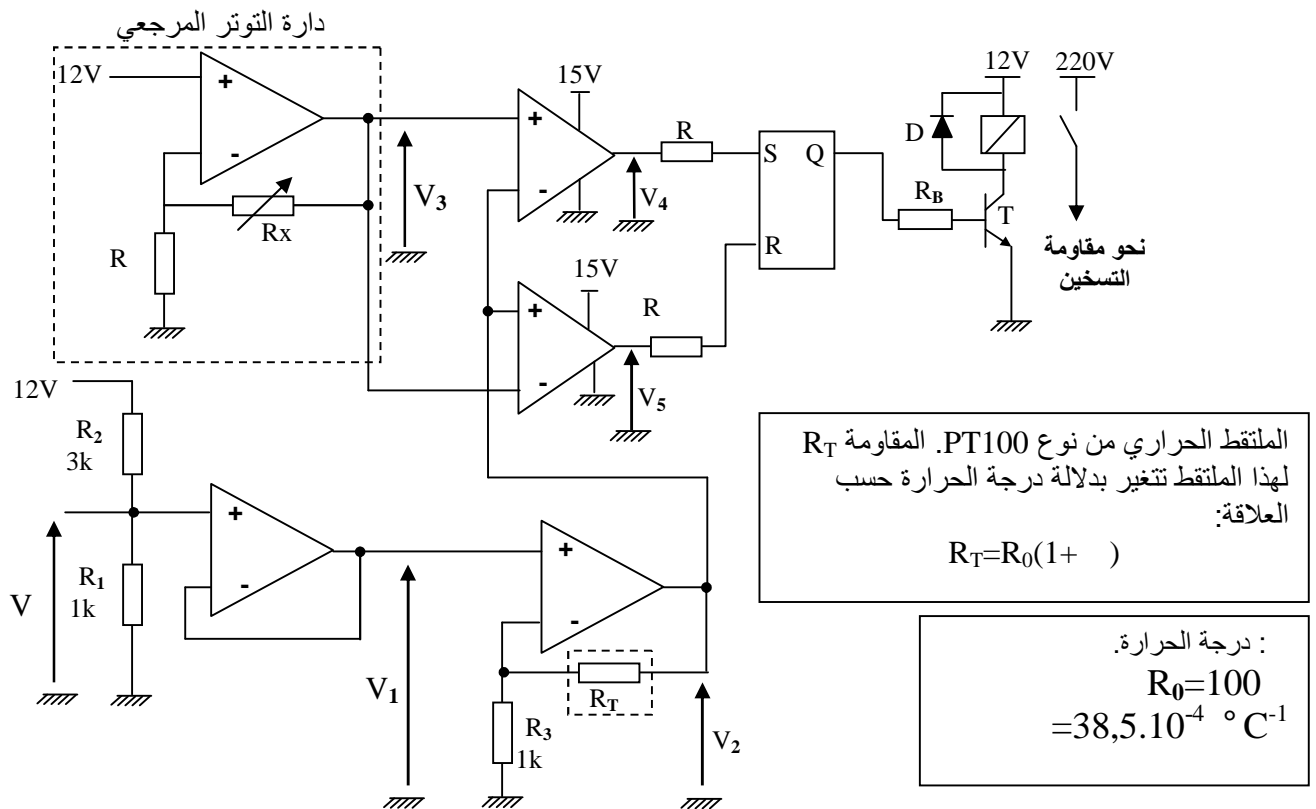 دارة التوتر المرجعي
12V
+
-
Rx
R
V3
15V
+
-
V4
R
S Q
R
RB
D
12V 220V
T
نحو مقاومة
التسخين
15V
+
-
V5
R
12V
R2
3k
R1
1k
V
+
-
V1
+
-
RT
R3
1k
V2
الملتقط الحراري من نوع PT100. المقاومة RT
لهذا الملتقط تتغير بدلالة درجة الحرارة حسب
العلاقة:
RT=R0(1+ )
: درجة الحرارة.
R0=100
=38,5.10-4 °C-1